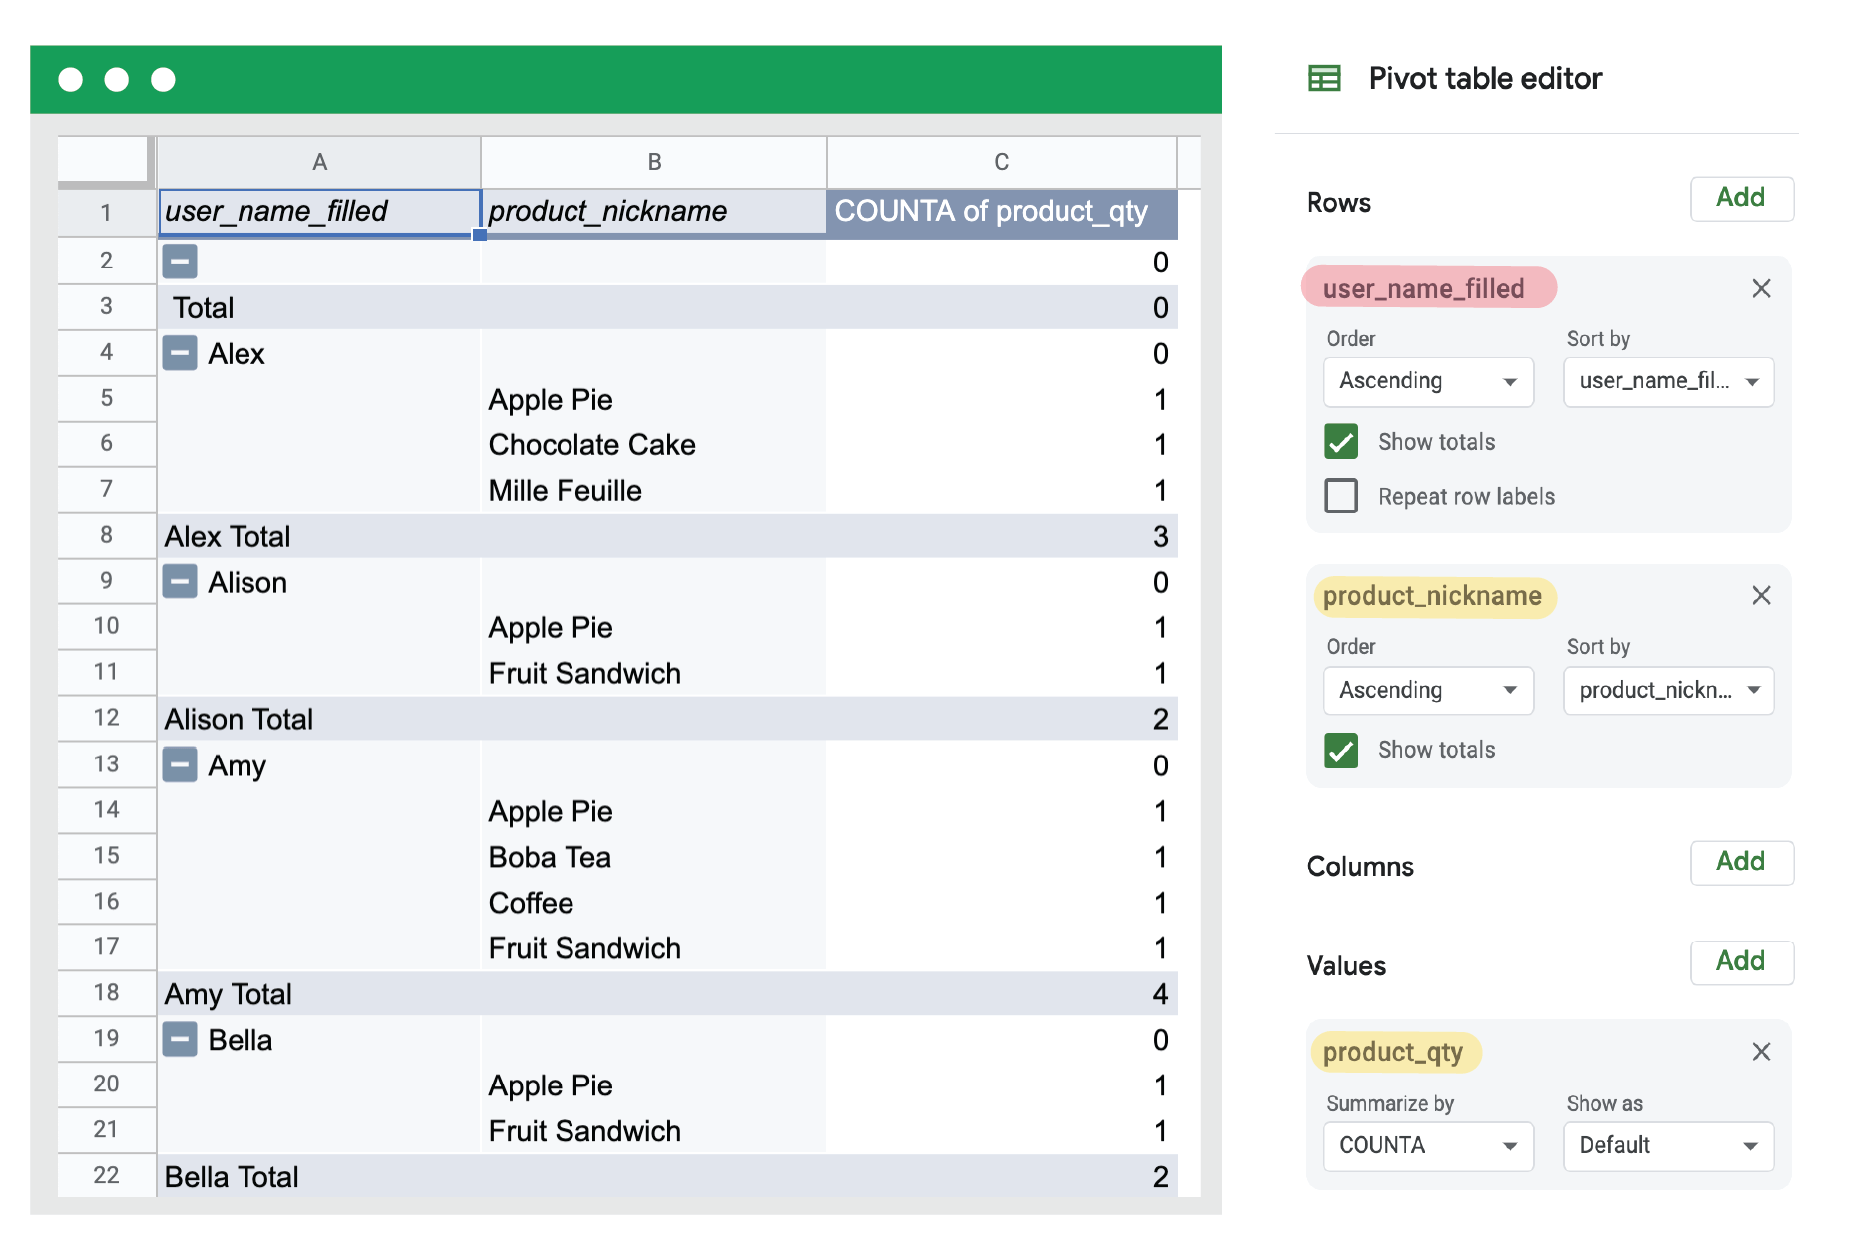 A B C
1 user_name_filled product_nickname COUNTA of product_qty
2 0
3 Total 0
4 Alex 0
5 Apple Pie 1
6 Chocolate Cake 1
7 Mille Feuille 1
8 Alex Total 3
9 Alison 0
10 Apple Pie 1
11 Fruit Sandwich 1
12 Alison Total 2
13 Amy 0
14 Apple Pie 1
15 Boba Tea 1
16 Coffee 1
17 Fruit Sandwich 1
18 Amy Total 4
19 Bella 0
20 Apple Pie 1
21 Fruit Sandwich 1
22 Bella Total 2
Pivot table editor
Rows Add
user_name_filled
Order Sort by
Ascending user_name_fil...
Show totals
Repeat row labels
product_nickname
Order Sort by
Ascending product_nickn...
Show totals
Columns Add
Values Add
product_qty
Summarize by Show as
COUNTA Default